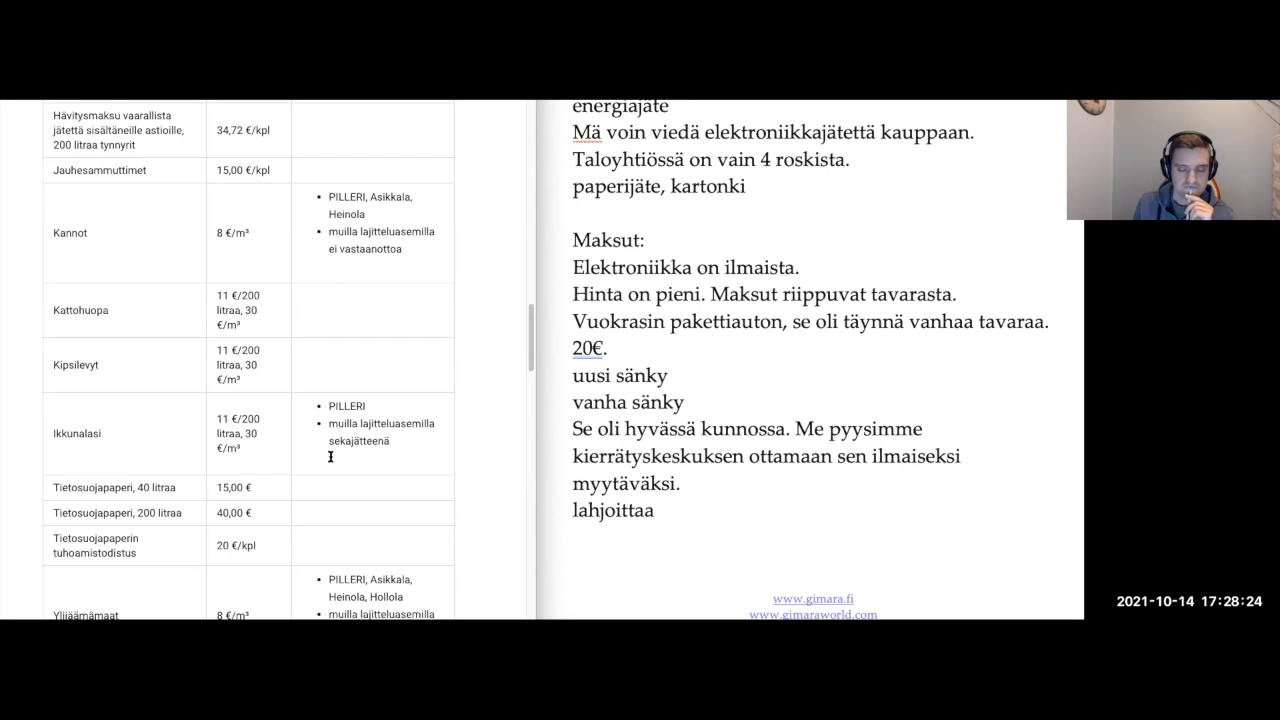 Hävitysmaksu vaarallista
jätettä sisältäneille astioille,
200 litraa tynnyrit
34,72 €/kpl
Jauhesammuttimet
15,00 €/kpl
Kannot
8 €/m³
PILLERI, Asikkala,
Heinola
muilla lajitteluasemilla
ei vastaanottoa
Kattohuopa
11 €/200
litraa, 30
€/m³
Kipsilevyt
11 €/200
litraa, 30
€/m³
Ikkunalasi
11 €/200
litraa, 30
€/m³
PILLERI
muilla lajitteluasemilla
sekajätteenä
Tietosuojapaperi, 40 litraa
15,00 €
Tietosuojapaperi, 200 litraa
40,00 €
Tietosuojapaperin
tuhoamistodistus
20 €/kpl
Ylijäämämaat
8 €/m³
PILLERI, Asikkala,
Heinola, Hollola
muilla lajitteluasemilla
energiajäte
Mä voin viedä elektroniikkajätettä kauppaan.
Taloyhtiössä on vain 4 roskista.
paperijäte, kartonki
Maksut:
Elektroniikka on ilmaista.
Hinta on pieni. Maksut riippuvat tavarasta.
Vuokrasin pakettiauton, se oli täynnä vanhaa tavaraa.
20€.
uusi sänky
vanha sänky
Se oli hyvässä kunnossa. Me pyysimme
kierrätyskeskuksen ottamaan sen ilmaiseksi
myytäväksi.
lahjoittaa
www.gimara.fi
www.gimaraworld.com
2021-10-14 17:28:24